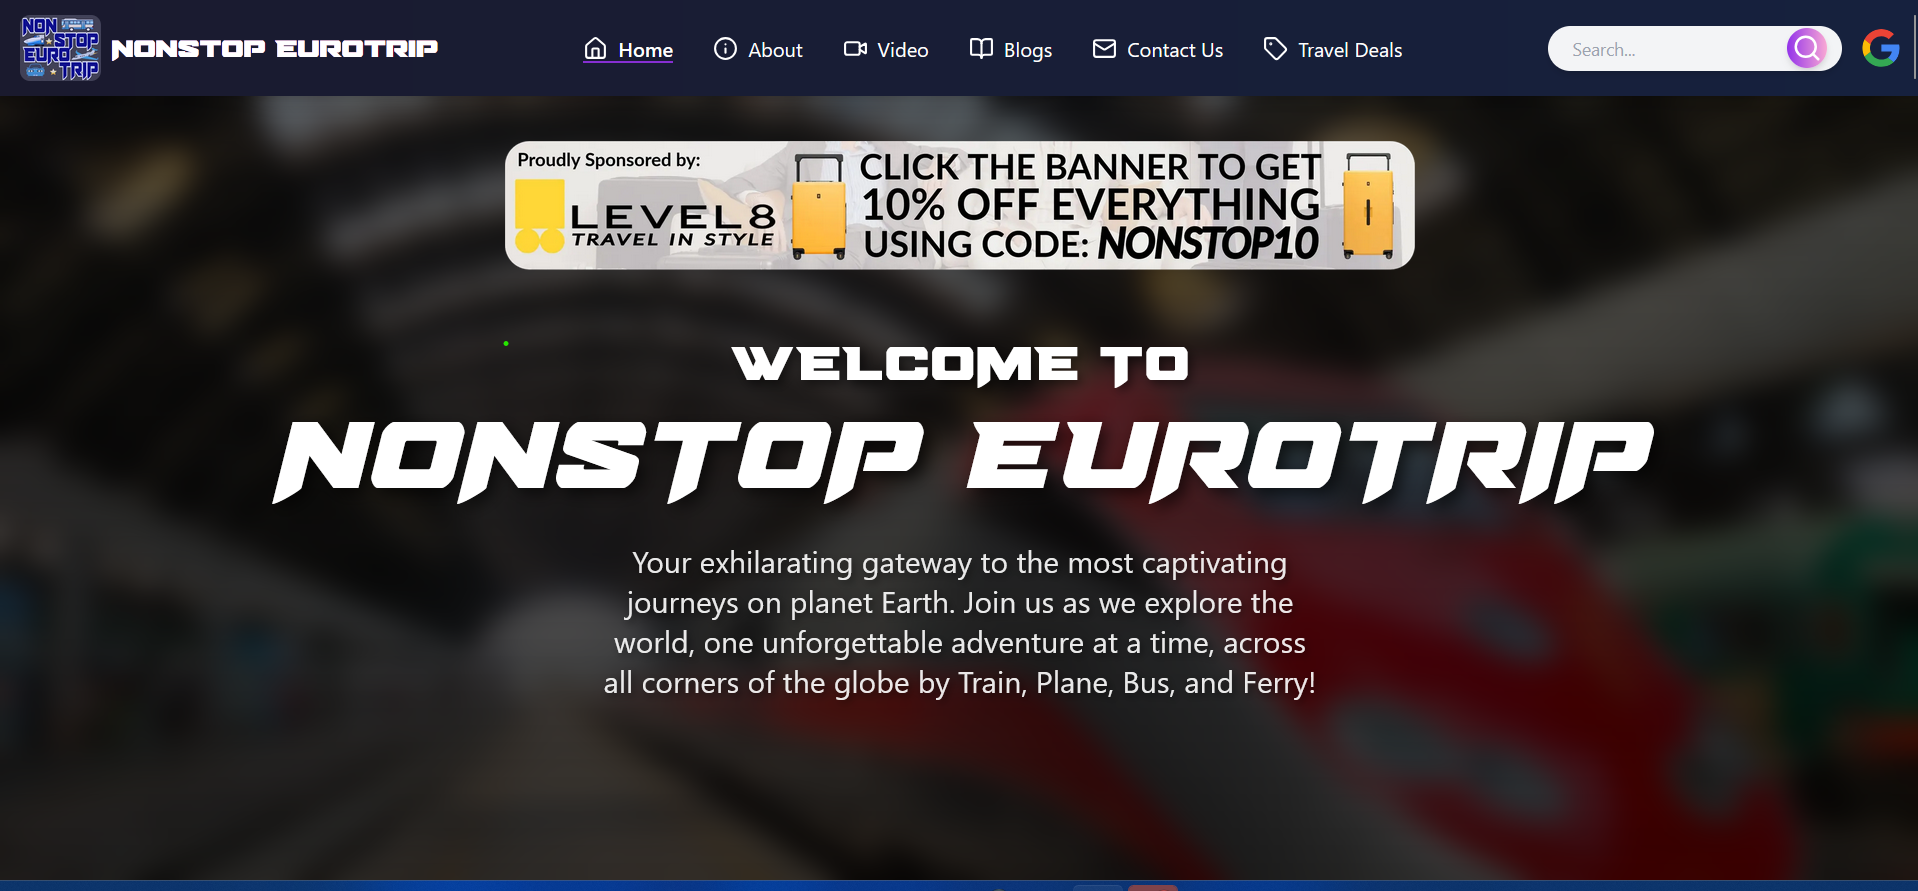 NON
STOP
EURO
TRIP
NONSTOP EUROTRIP
Home
About
Video
Blogs
Contact Us
Travel Deals
Search...
Proudly Sponsored by:
LEVEL8
TRAVEL IN STYLE
CLICK THE BANNER TO GET
10% OFF EVERYTHING
USING CODE: NONSTOP10
WELCOME TO
NONSTOP EUROTRIP
Your exhilarating gateway to the most captivating
journeys on planet Earth. Join us as we explore the
world, one unforgettable adventure at a time, across
all corners of the globe by Train, Plane, Bus, and Ferry!